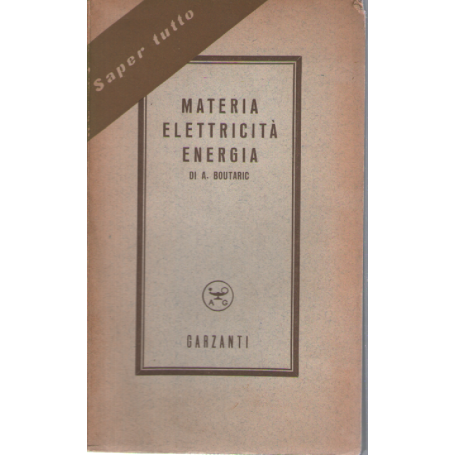 Saper tutto
MATERIA
ELETTRICITÀ
ENERGIA
DI A. BOUTARIC
A G
GARZANTI